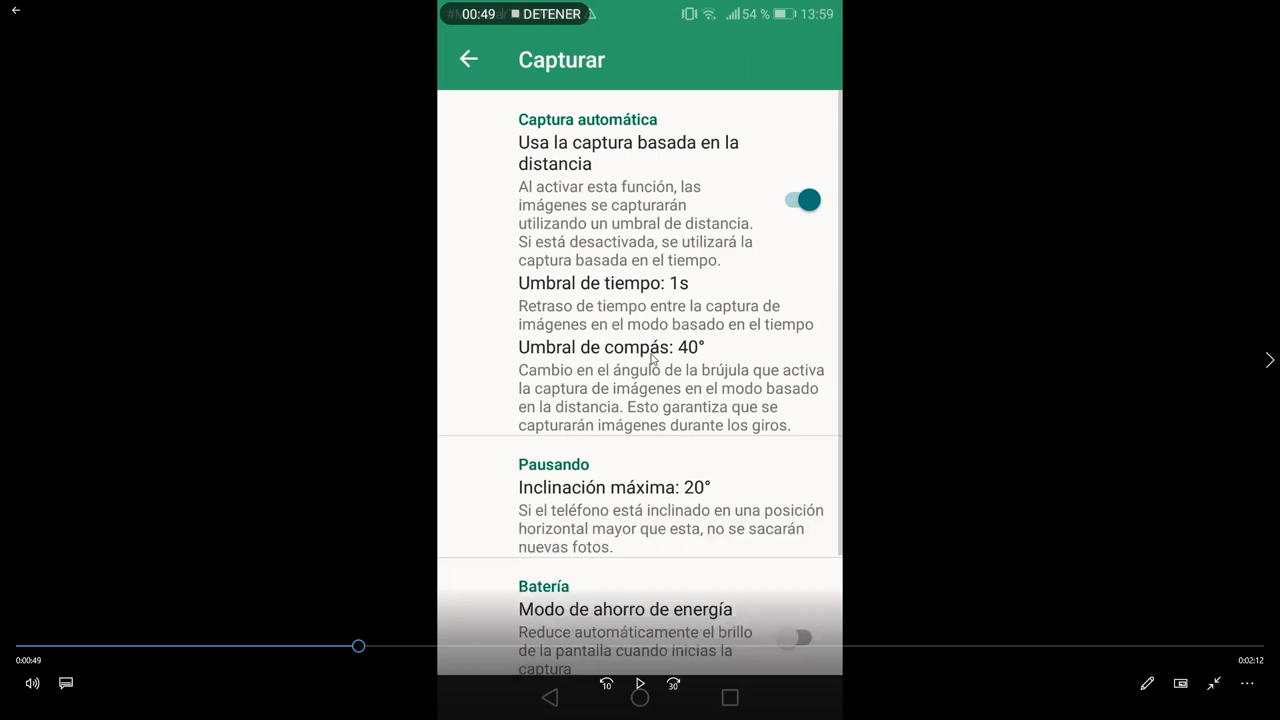 00:49 DETENER
54 % 13:59
Capturar
Captura automática
Usa la captura basada en la
distancia
Al activar esta función, las
imágenes se capturarán
utilizando un umbral de distancia.
Si está desactivada, se utilizará la
captura basada en el tiempo.
Umbral de tiempo: 1s
Retraso de tiempo entre la captura de
imágenes en el modo basado en el tiempo
Umbral de compás: 40°
Cambio en el ángulo de la brújula que activa
la captura de imágenes en el modo basado
en la distancia. Esto garantiza que se
capturarán imágenes durante los giros.
Pausando
Inclinación máxima: 20°
Si el teléfono está inclinado en una posición
horizontal mayor que esta, no se sacarán
nuevas fotos.
Batería
Modo de ahorro de energía
Reduce automáticamente el brillo
de la pantalla cuando inicias la
captura
0:00:49
0:02:12
10
30